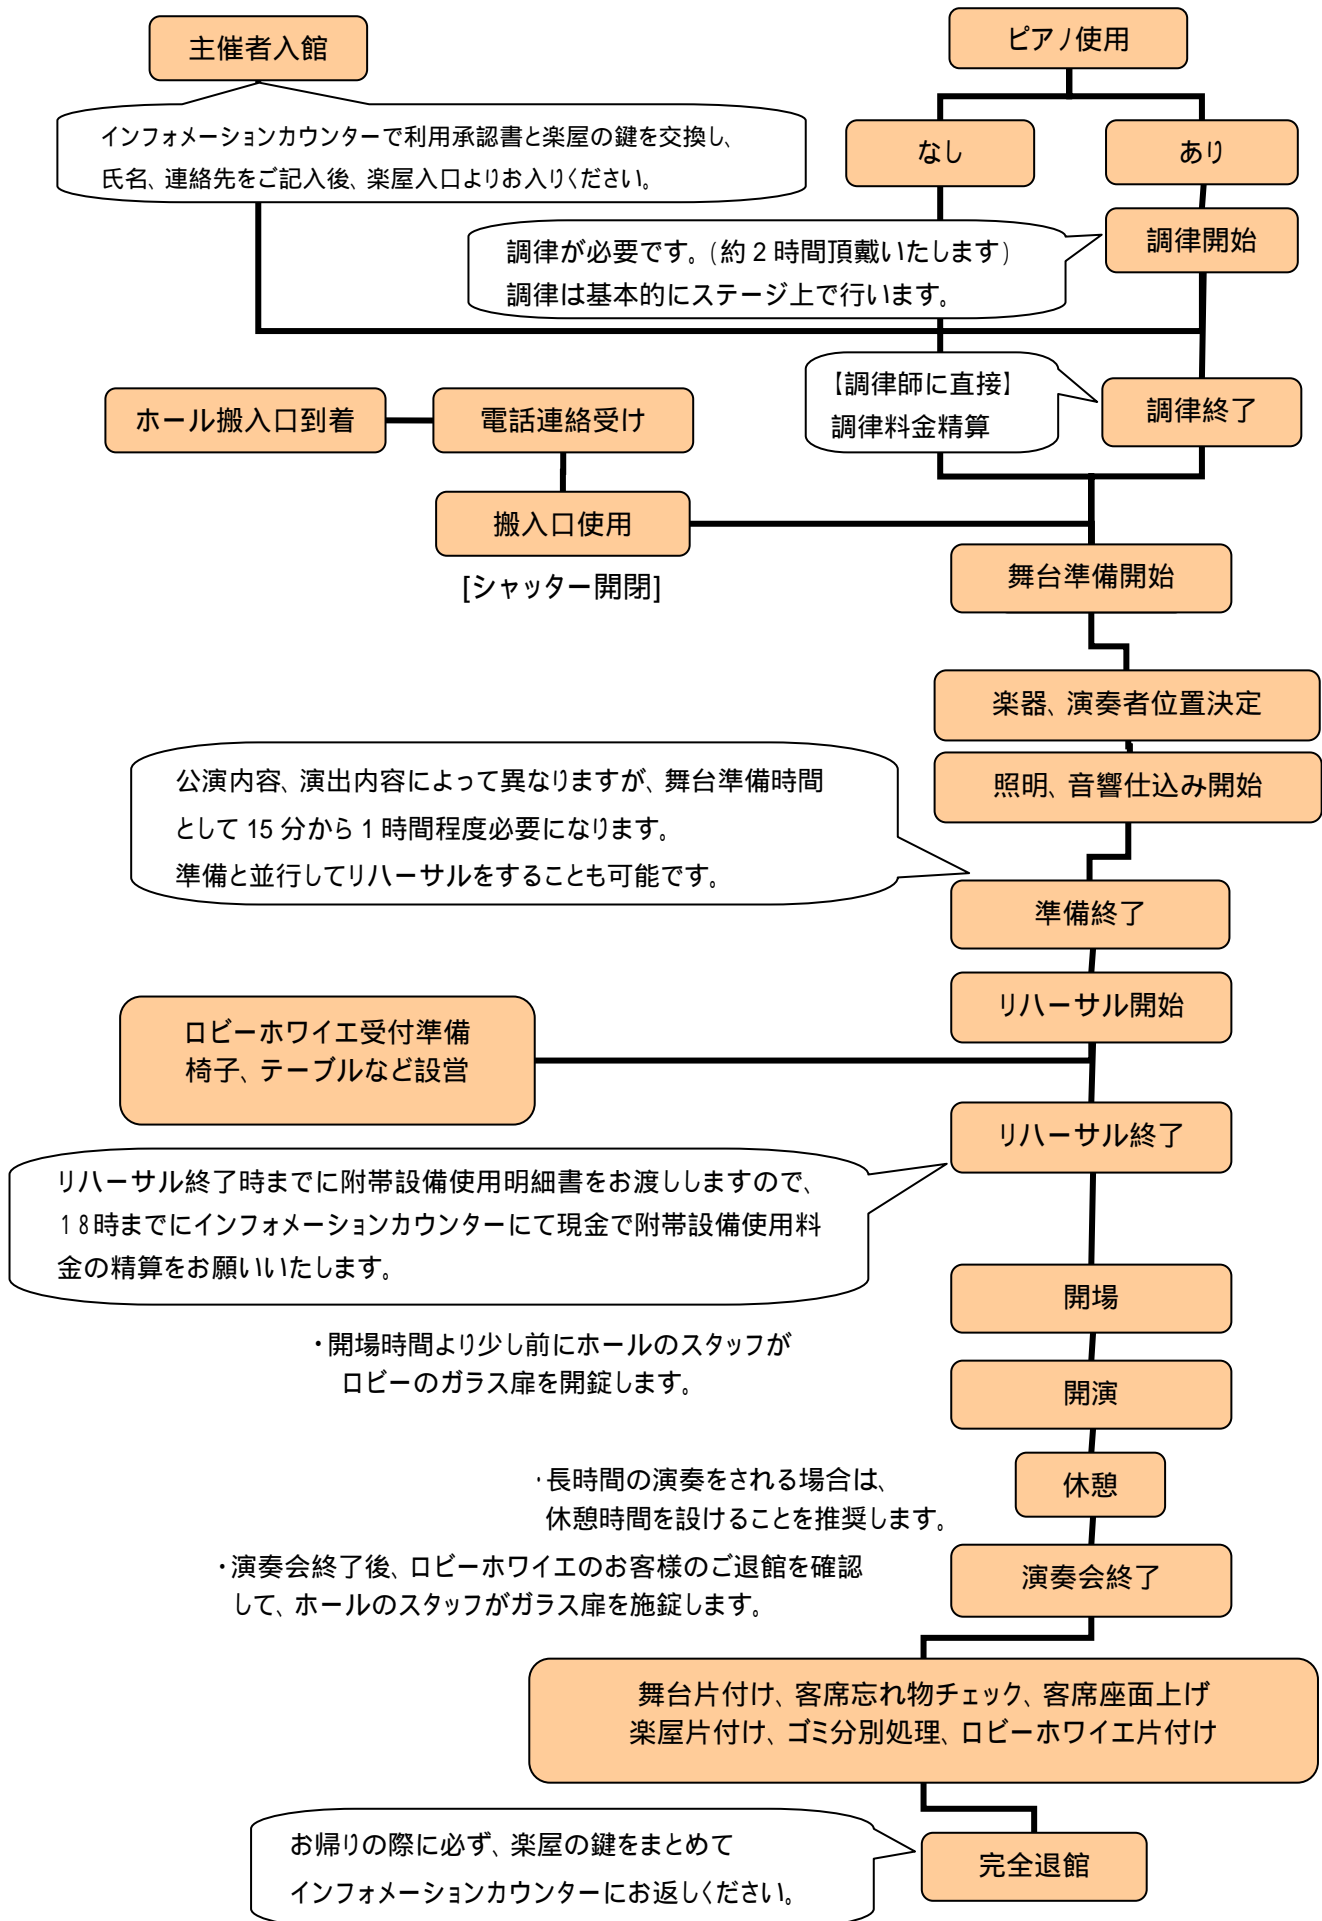 主催者入館
ピアノ使用
インフォメーションカウンターで利用承認書と楽屋の鍵を交換し、
氏名、連絡先をご記入後、楽屋入口よりお入りください。
なし
あり
調律開始
調律が必要です。(約2時間頂戴いたします)
調律は基本的にステージ上で行います。
【調律師に直接】
調律料金精算
調律終了
ホール搬入口到着
電話連絡受け
搬入口使用
[シャッター開閉]
舞台準備開始
楽器、演奏者位置決定
照明、音響仕込み開始
公演内容、演出内容によって異なりますが、舞台準備時間
として15分から1時間程度必要になります。
準備と並行してリハーサルをすることも可能です。
準備終了
リハーサル開始
ロビーホワイエ受付準備
椅子、テーブルなど設営
リハーサル終了
リハーサル終了時までに附帯設備使用明細書をお渡ししますので、
18時までにインフォメーションカウンターにて現金で附帯設備使用料
金の精算をお願いいたします。
開場
・開場時間より少し前にホールのスタッフが
ロビーのガラス扉を開錠します。
開演
休憩
・長時間の演奏をされる場合は、
休憩時間を設けることを推奨します。
演奏会終了
・演奏会終了後、ロビーホワイエのお客様のご退館を確認
して、ホールのスタッフがガラス扉を施錠します。
舞台片付け、客席忘れ物チェック、客席座面上げ
楽屋片付け、ゴミ分別処理、ロビーホワイエ片付け
お帰りの際に必ず、楽屋の鍵をまとめて
インフォメーションカウンターにお返しください。
完全退館